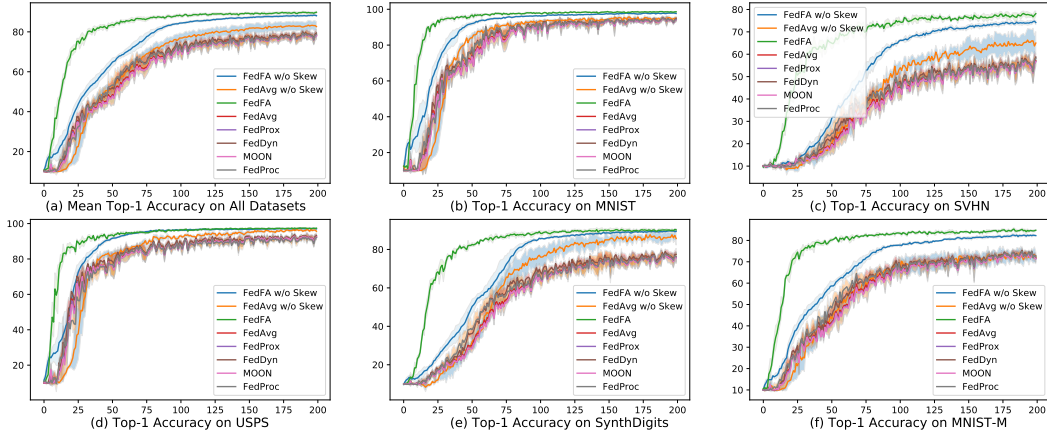 80
60
40
20
FedFA w/o Skew
FedAvg w/o Skew
FedFA
FedAvg
FedProx
FedDyn
MOON
FedProc
0 25 50 75 100 125 150 175 200
(a) Mean Top-1 Accuracy on All Datasets
100
80
60
40
20
FedFA w/o Skew
FedAvg w/o Skew
FedFA
FedAvg
FedProx
FedDyn
MOON
FedProc
0 25 50 75 100 125 150 175 200
(b) Top-1 Accuracy on MNIST
80
70
60
50
40
30
20
10
FedFA w/o Skew
FedAvg w/o Skew
FedFA
FedAvg
FedProx
FedDyn
MOON
FedProc
0 25 50 75 100 125 150 175 200
(c) Top-1 Accuracy on SVHN
100
80
60
40
20
FedFA w/o Skew
FedAvg w/o Skew
FedFA
FedAvg
FedProx
FedDyn
MOON
FedProc
0 25 50 75 100 125 150 175 200
(d) Top-1 Accuracy on USPS
80
60
40
20
FedFA w/o Skew
FedAvg w/o Skew
FedFA
FedAvg
FedProx
FedDyn
MOON
FedProc
0 25 50 75 100 125 150 175 200
(e) Top-1 Accuracy on SynthDigits
80
70
60
50
40
30
20
10
FedFA w/o Skew
FedAvg w/o Skew
FedFA
FedAvg
FedProx
FedDyn
MOON
FedProc
0 25 50 75 100 125 150 175 200
(f) Top-1 Accuracy on MNIST-M